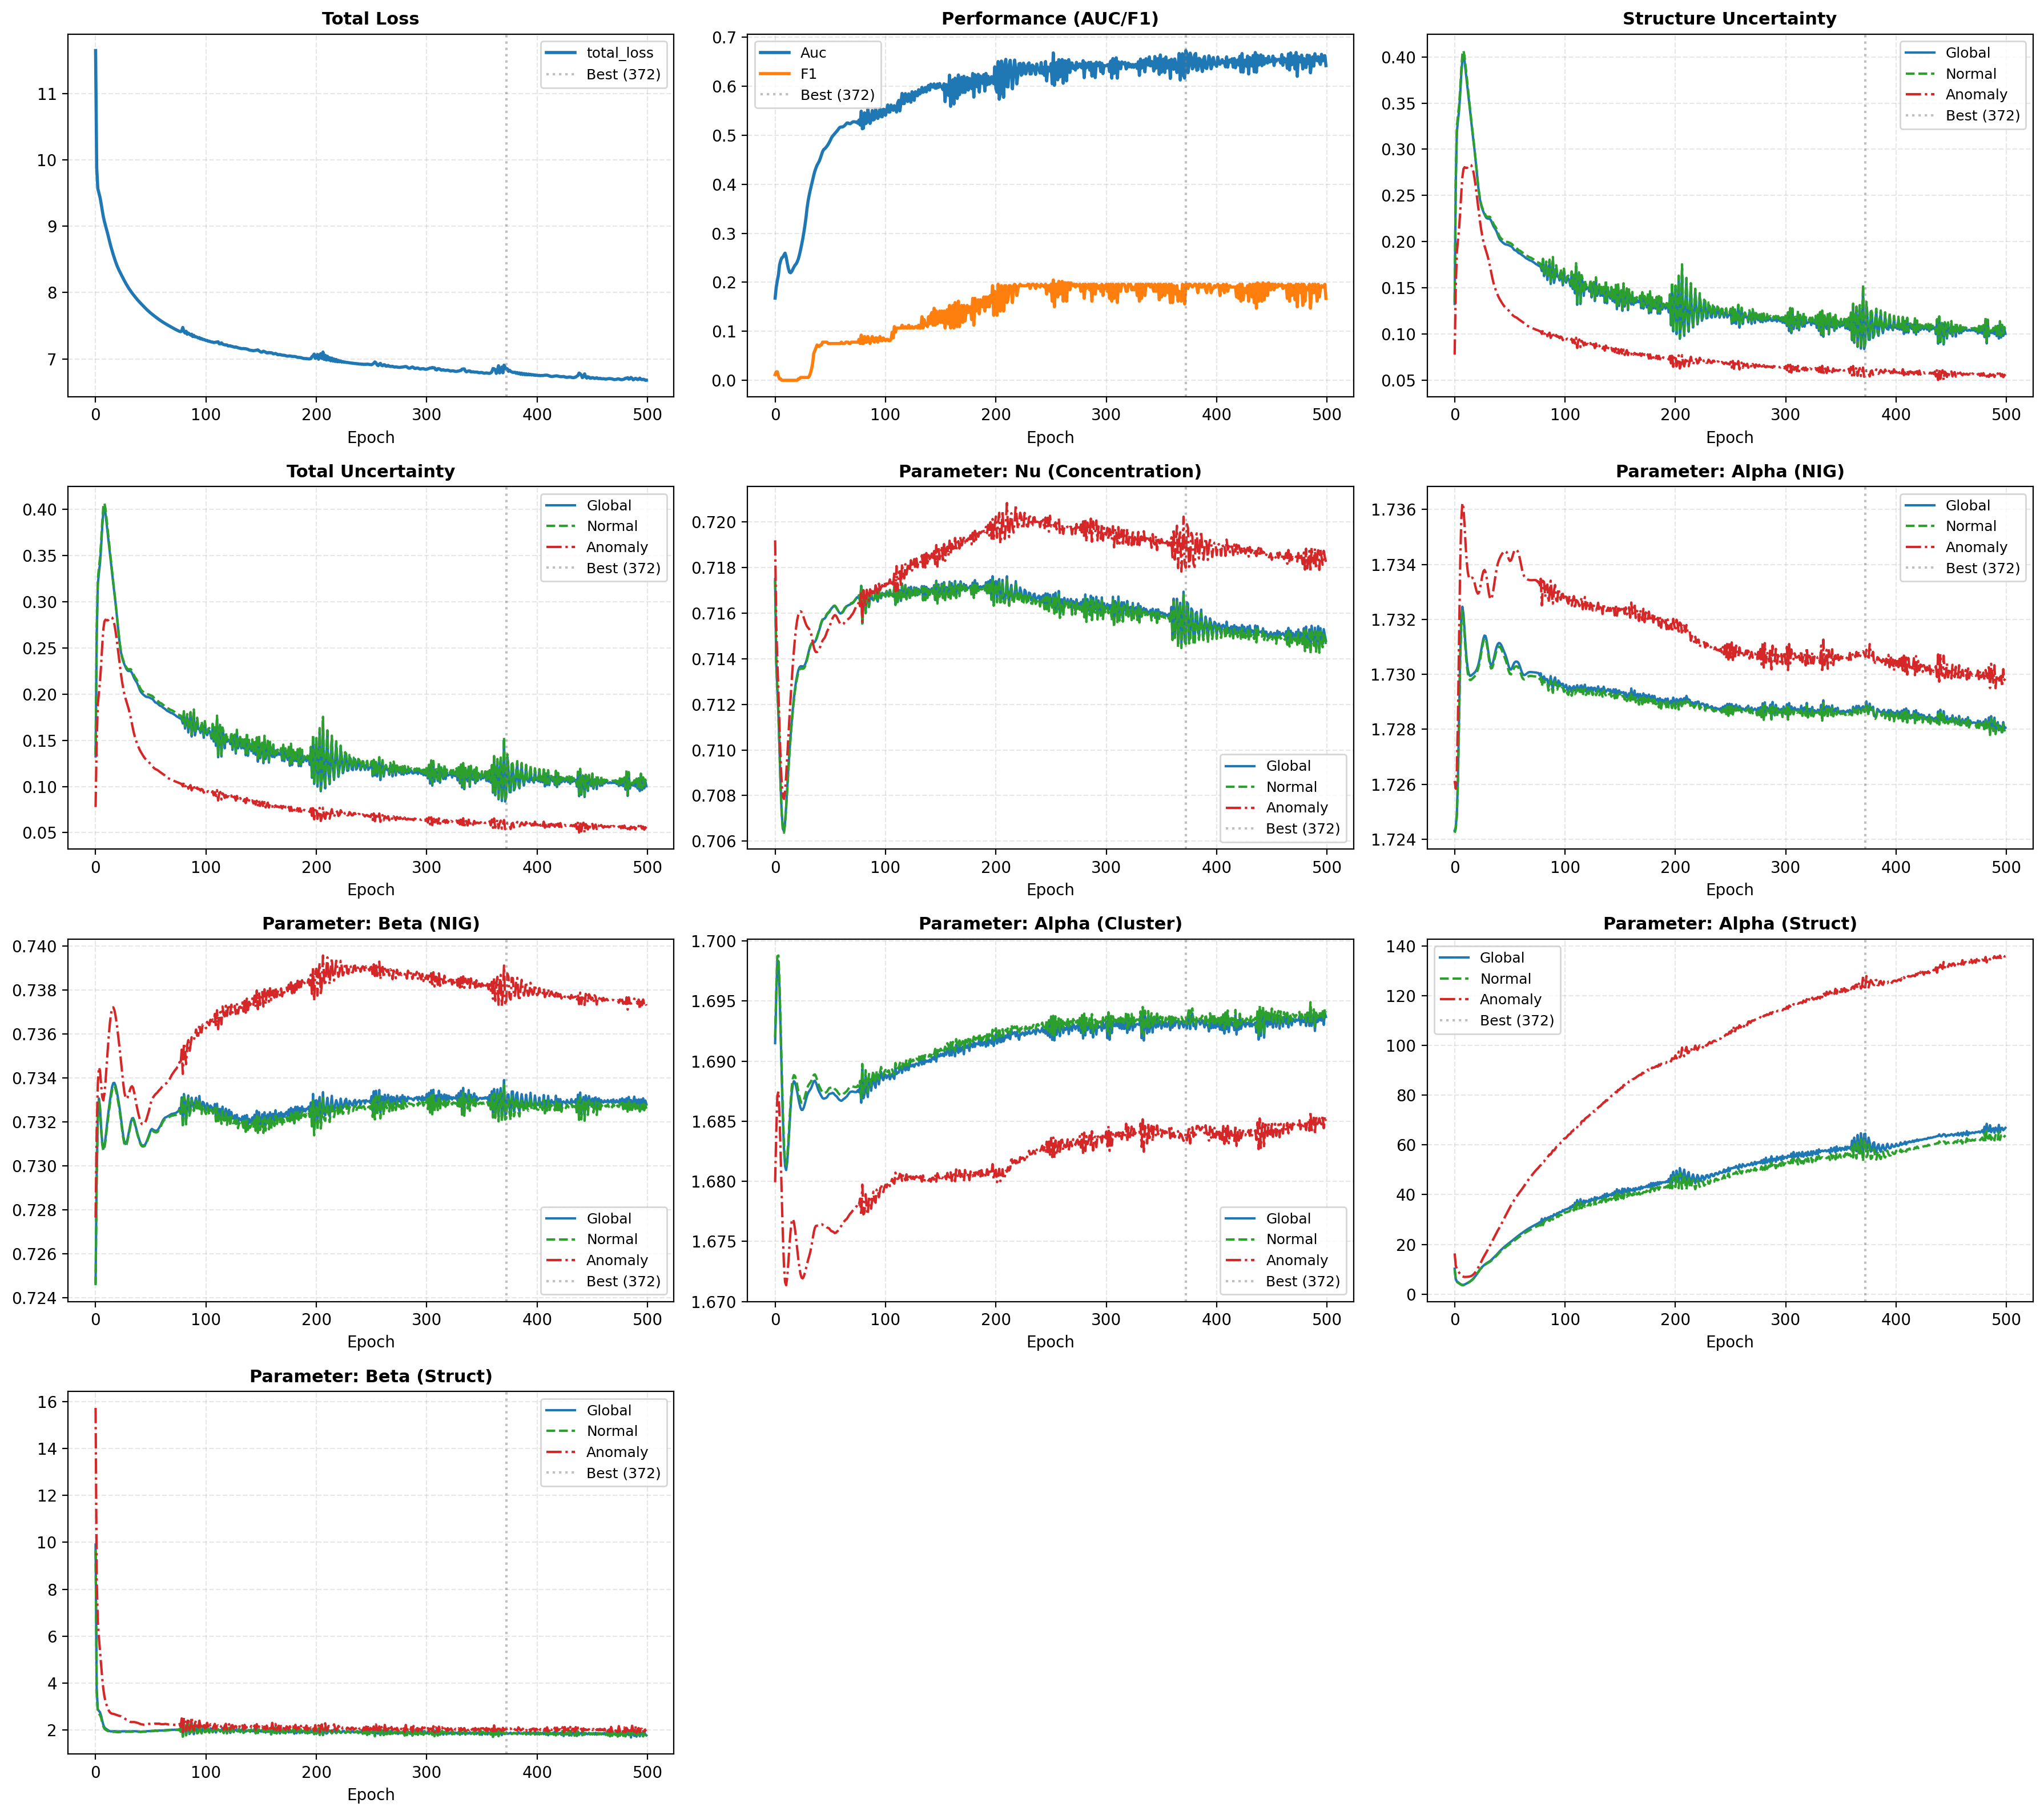 Total Loss
total_loss
Best (372)
11
10
9
8
7
0
100
200
300
400
500
Epoch
Performance (AUC/F1)
Auc
F1
Best (372)
0.7
0.6
0.5
0.4
0.3
0.2
0.1
0.0
0
100
200
300
400
500
Epoch
Structure Uncertainty
Global
Normal
Anomaly
Best (372)
0.40
0.35
0.30
0.25
0.20
0.15
0.10
0.05
0
100
200
300
400
500
Epoch
Total Uncertainty
Global
Normal
Anomaly
Best (372)
0.40
0.35
0.30
0.25
0.20
0.15
0.10
0.05
0
100
200
300
400
500
Epoch
Parameter: Nu (Concentration)
0.720
0.718
0.716
0.714
0.712
0.710
0.708
0.706
Global
Normal
Anomaly
Best (372)
0
100
200
300
400
500
Epoch
Parameter: Alpha (NIG)
Global
Normal
Anomaly
Best (372)
1.736
1.734
1.732
1.730
1.728
1.726
1.724
0
100
200
300
400
500
Epoch
Parameter: Beta (NIG)
0.740
0.738
0.736
0.734
0.732
0.730
0.728
0.726
0.724
Global
Normal
Anomaly
Best (372)
0
100
200
300
400
500
Epoch
Parameter: Alpha (Cluster)
1.700
1.695
1.690
1.685
1.680
1.675
1.670
Global
Normal
Anomaly
Best (372)
0
100
200
300
400
500
Epoch
Parameter: Alpha (Struct)
Global
Normal
Anomaly
Best (372)
140
120
100
80
60
40
20
0
0
100
200
300
400
500
Epoch
Parameter: Beta (Struct)
Global
Normal
Anomaly
Best (372)
16
14
12
10
8
6
4
2
0
100
200
300
400
500
Epoch